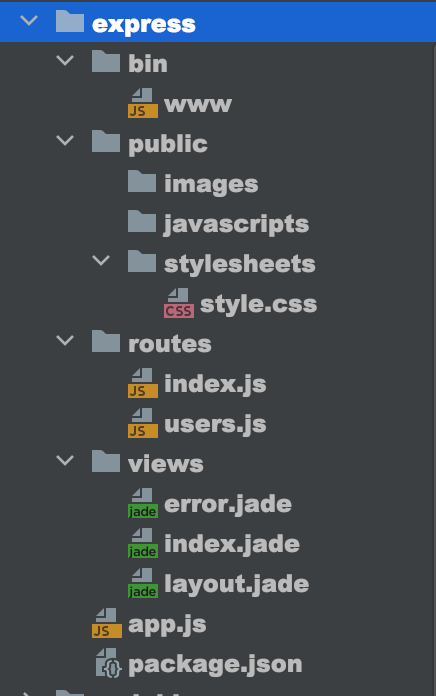 express
bin
JS www
public
images
javascripts
stylesheets
CSS style.css
routes
JS index.js
JS users.js
views
jade error.jade
jade index.jade
jade layout.jade
JS app.js
{} package.json